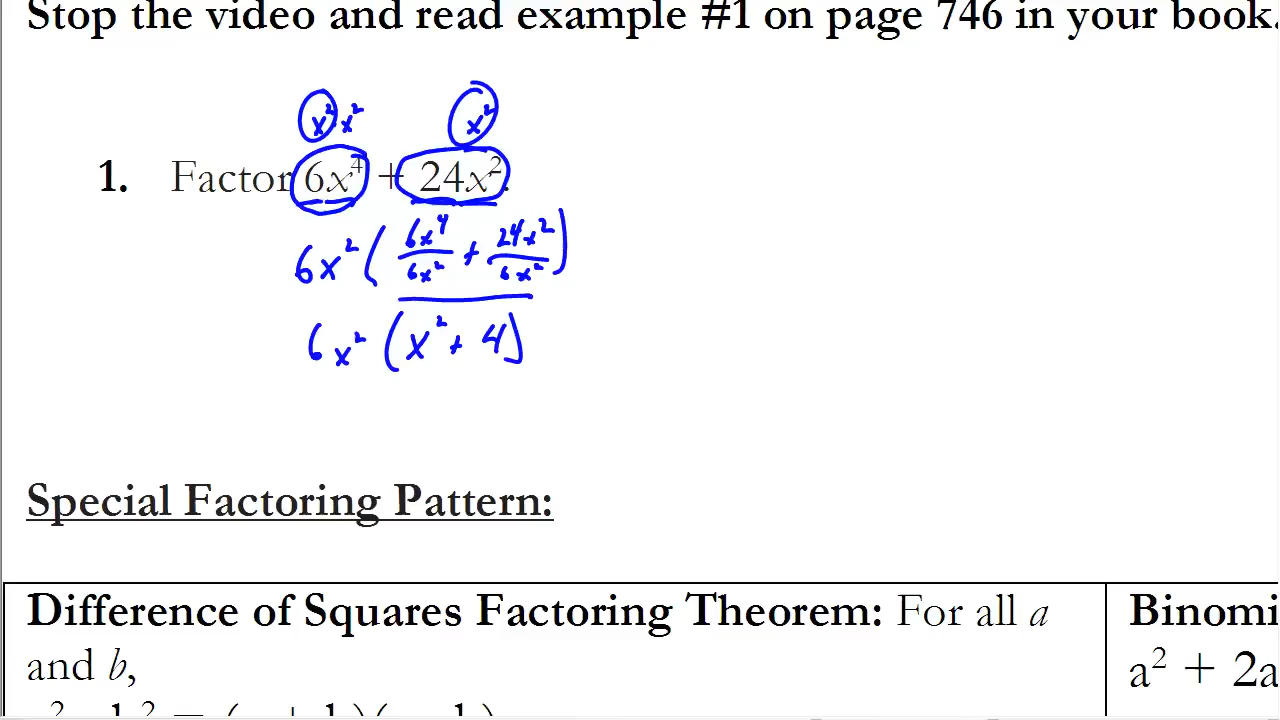 Stop the video and read example #1 on page 746 in your book.
x² x² x²
1. Factor 6x⁴ + 24x².
6x² ( 6x⁴/6x² + 24x²/6x² )
6x² (x² + 4)
Special Factoring Pattern:
Difference of Squares Factoring Theorem: For all a
and b,
Binomi
a² + 2a